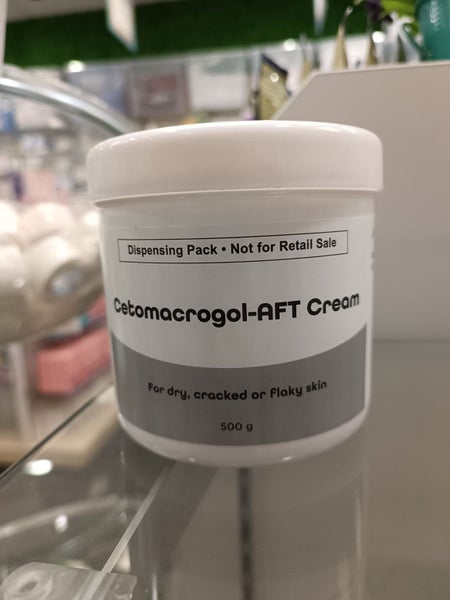 Dispensing Pack • Not for Retail Sale
Cetomacrogol-AFT Cream
For dry, cracked or flaky skin
500 g